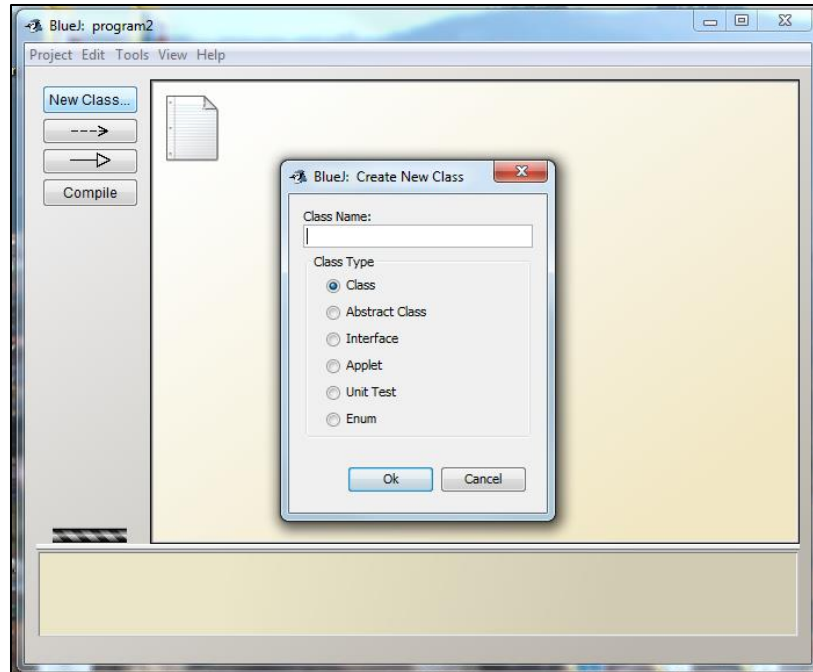 BlueJ: program2
Project Edit Tools View Help
New Class...
Compile
BlueJ: Create New Class
Class Name:
Class Type
Class
Abstract Class
Interface
Applet
Unit Test
Enum
Ok Cancel